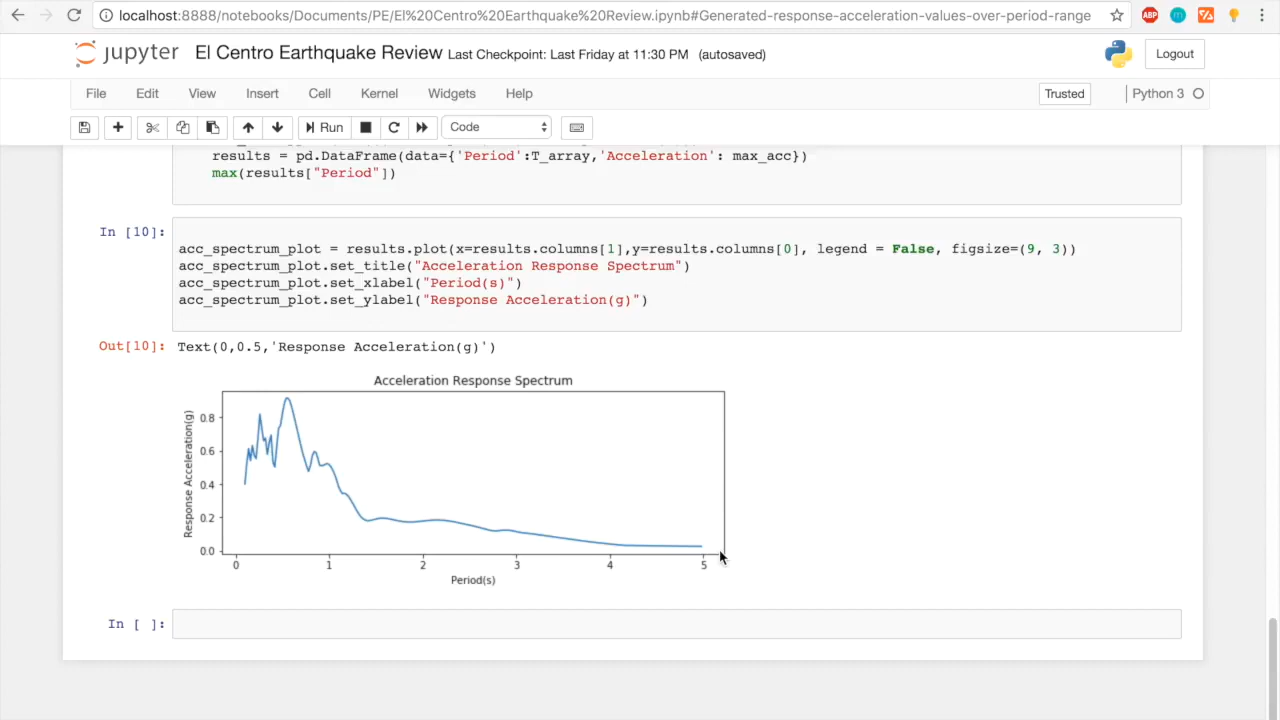 localhost:8888/notebooks/Documents/PE/El%20Centro%20Earthquake%20Review.ipynb#Generated-response-acceleration-values-over-period-range
ABP
m
jupyter El Centro Earthquake Review Last Checkpoint: Last Friday at 11:30 PM (autosaved)
Logout
File Edit View Insert Cell Kernel Widgets Help
Trusted
Python 3
Run
Code
results = pd.DataFrame(data={'Period':T_array,'Acceleration': max_acc})
max(results["Period"])
In [10]:
acc_spectrum_plot = results.plot(x=results.columns[1],y=results.columns[0], legend = False, figsize=(9, 3))
acc_spectrum_plot.set_title("Acceleration Response Spectrum")
acc_spectrum_plot.set_xlabel("Period(s)")
acc_spectrum_plot.set_ylabel("Response Acceleration(g)")
Out[10]: Text(0,0.5,'Response Acceleration(g)')
Acceleration Response Spectrum
Response Acceleration(g)
0.8
0.6
0.4
0.2
0.0
0 1 2 3 4 5
Period(s)
In [ ]: